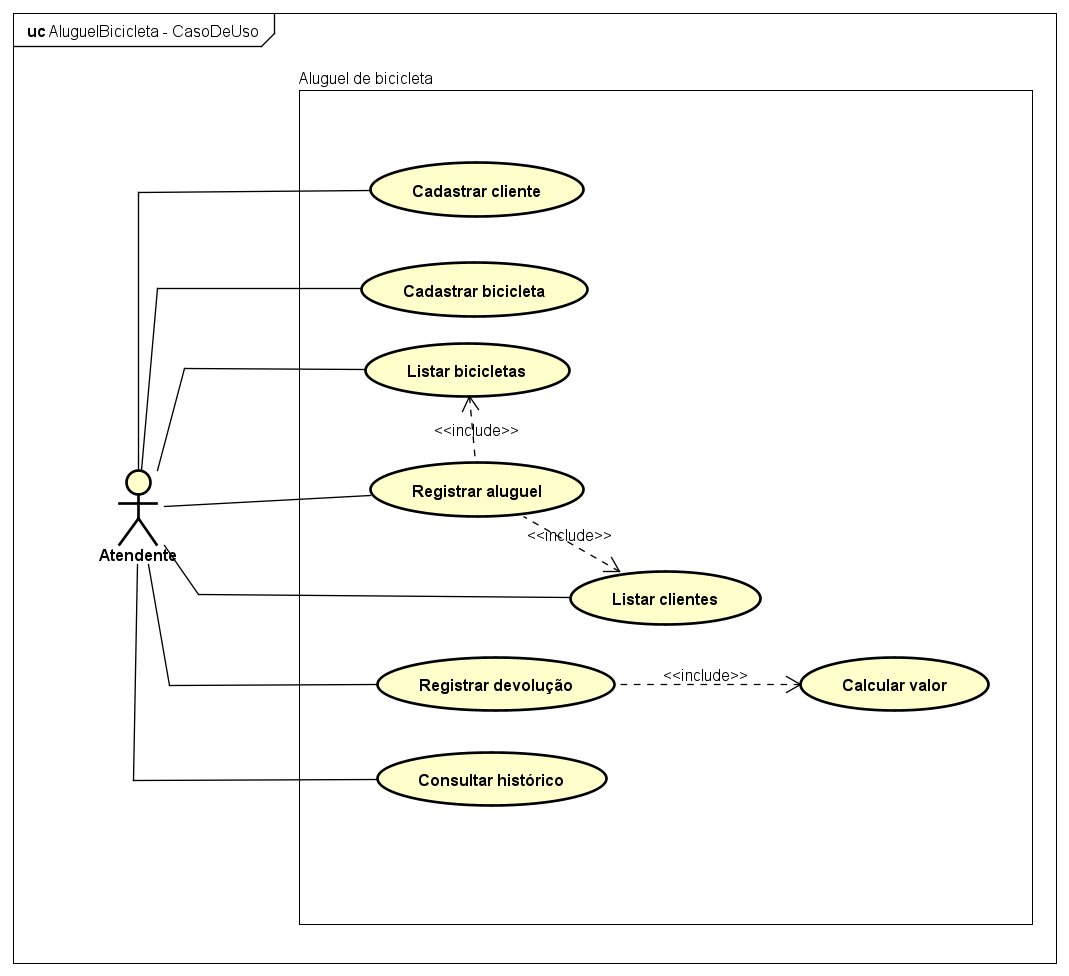 uc AluguelBicicleta - CasoDeUso
Aluguel de bicicleta
Cadastrar cliente
Cadastrar bicicleta
Listar bicicletas
<<include>>
Registrar aluguel
<<include>>
Atendente
Listar clientes
Registrar devolução
<<include>>
Calcular valor
Consultar histórico